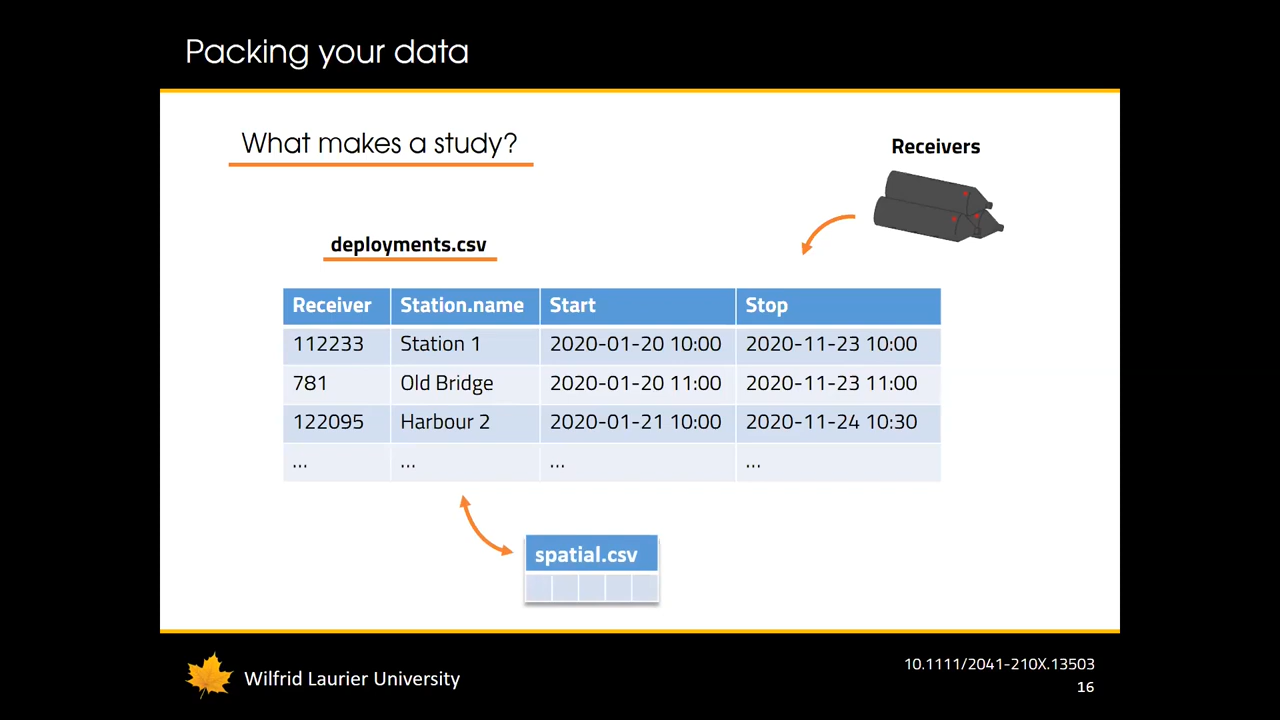 Packing your data
What makes a study?
Receivers
deployments.csv
Receiver Station.name Start Stop
112233 Station 1 2020-01-20 10:00 2020-11-23 10:00
781 Old Bridge 2020-01-20 11:00 2020-11-23 11:00
122095 Harbour 2 2020-01-21 10:00 2020-11-24 10:30
... ... ... ...
spatial.csv
Wilfrid Laurier University
10.1111/2041-210X.13503
16